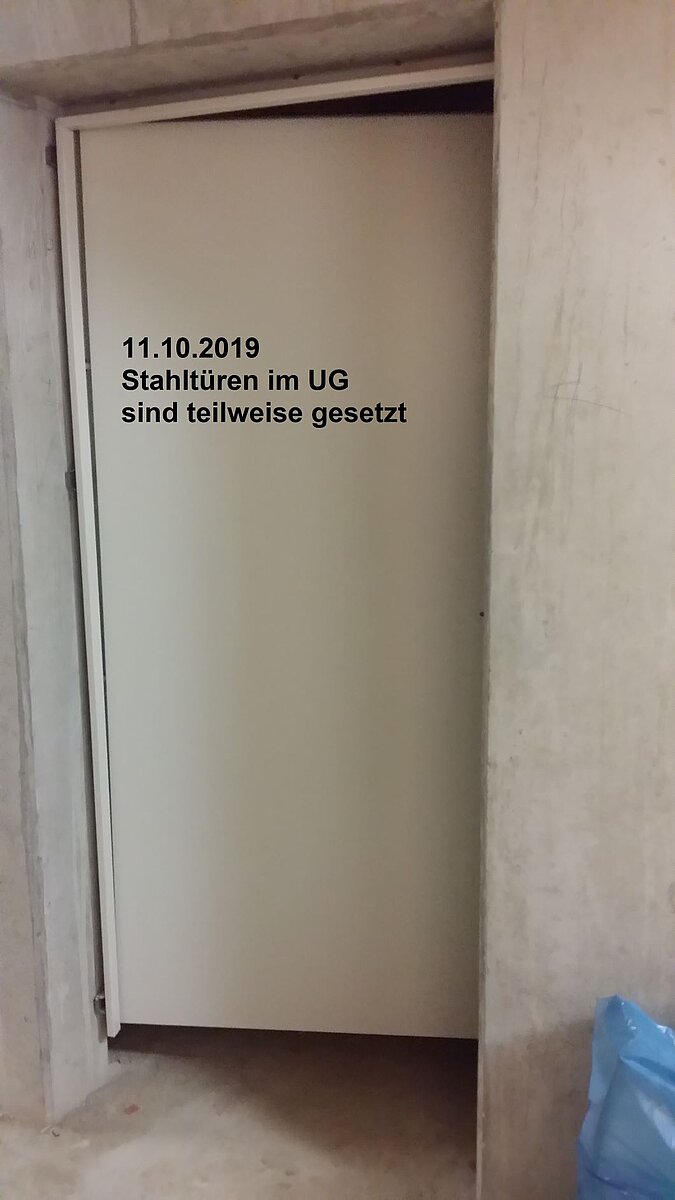 11.10.2019
Stahltüren im UG
sind teilweise gesetzt